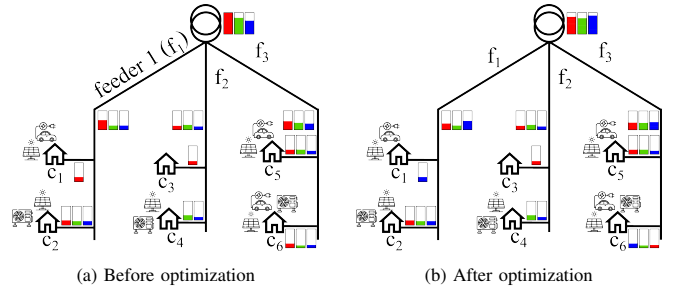 feeder 1 (f1)
f2
f3
c1
c2
c3
c4
c5
c6
(a) Before optimization
f1
f2
f3
c1
c2
c3
c4
c5
c6
(b) After optimization